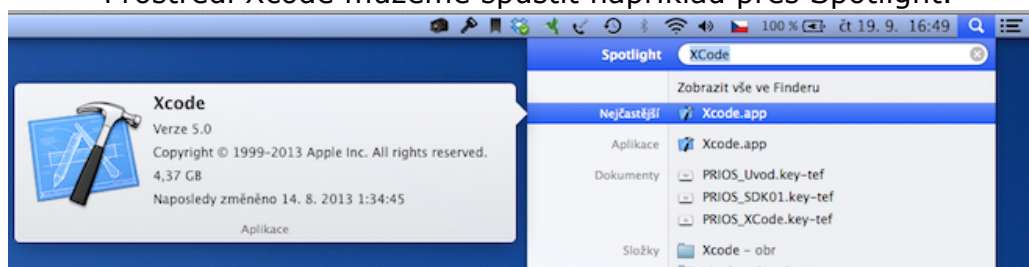 Prostředí Xcode můžeme spustit například přes Spotlight.
100 % čt 19. 9. 16:49
Spotlight XCode
Zobrazit vše ve Finderu
Nejčastější Xcode.app
Aplikace Xcode.app
Dokumenty PRIOS_Uvod.key-tef
PRIOS_SDK01.key-tef
PRIOS_XCode.key-tef
Složky Xcode – obr
Xcode
Verze 5.0
Copyright © 1999–2013 Apple Inc. All rights reserved.
4,37 GB
Naposledy změněno 14. 8. 2013 1:34:45
Aplikace